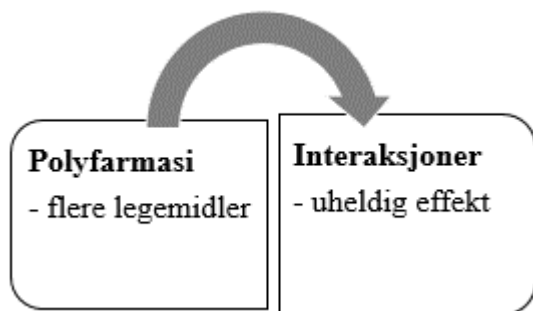 Polyfarmasi
- flere legemidler
Interaksjoner
- uheldig effekt